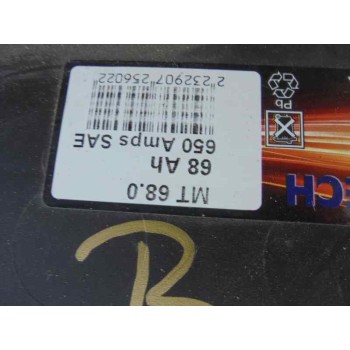 MT 68.0
68 Ah
650 Amps SAE
2"232907"256022
Pb
CH
R